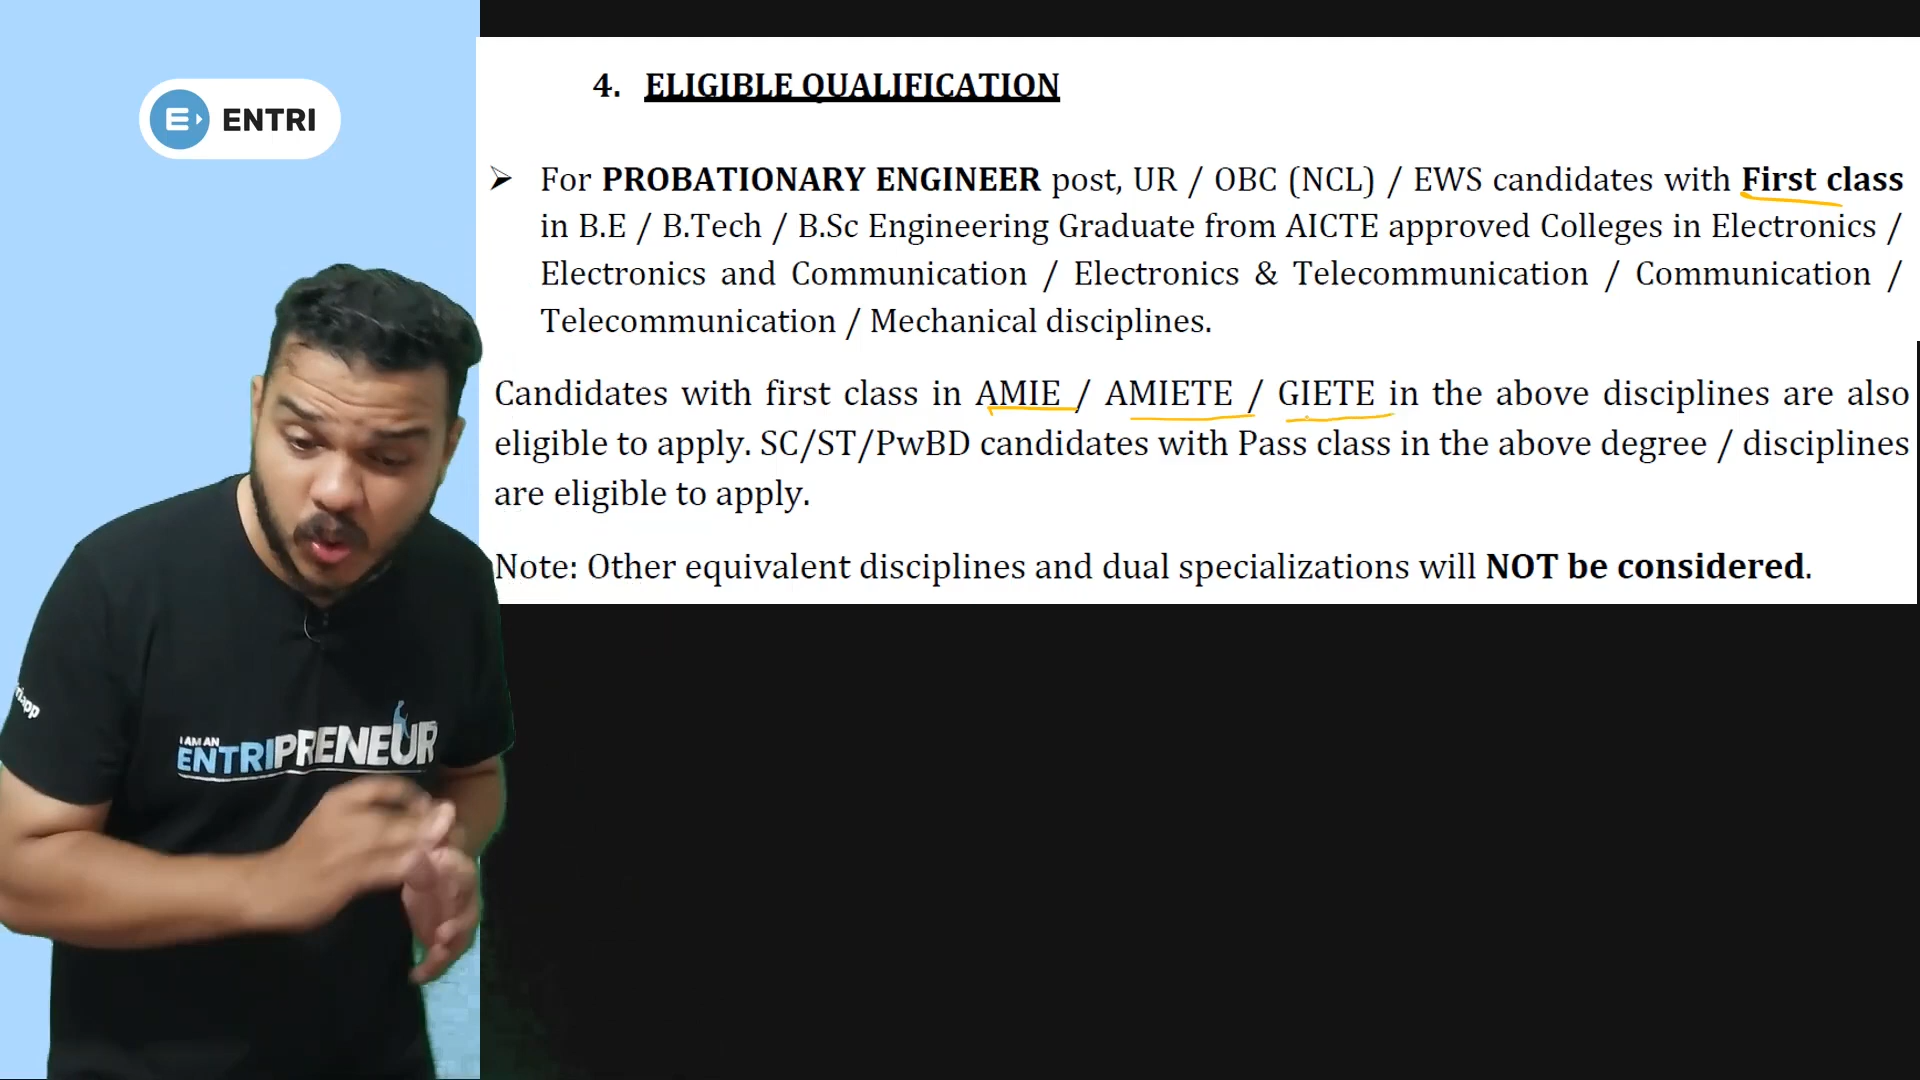 ENTRI
4. ELIGIBLE QUALIFICATION
➢ For PROBATIONARY ENGINEER post, UR / OBC (NCL) / EWS candidates with First class
in B.E / B.Tech / B.Sc Engineering Graduate from AICTE approved Colleges in Electronics /
Electronics and Communication / Electronics & Telecommunication / Communication /
Telecommunication / Mechanical disciplines.
Candidates with first class in AMIE / AMIETE / GIETE in the above disciplines are also
eligible to apply. SC/ST/PwBD candidates with Pass class in the above degree / disciplines
are eligible to apply.
Note: Other equivalent disciplines and dual specializations will NOT be considered.
I AM AN
ENTRIPRENEUR